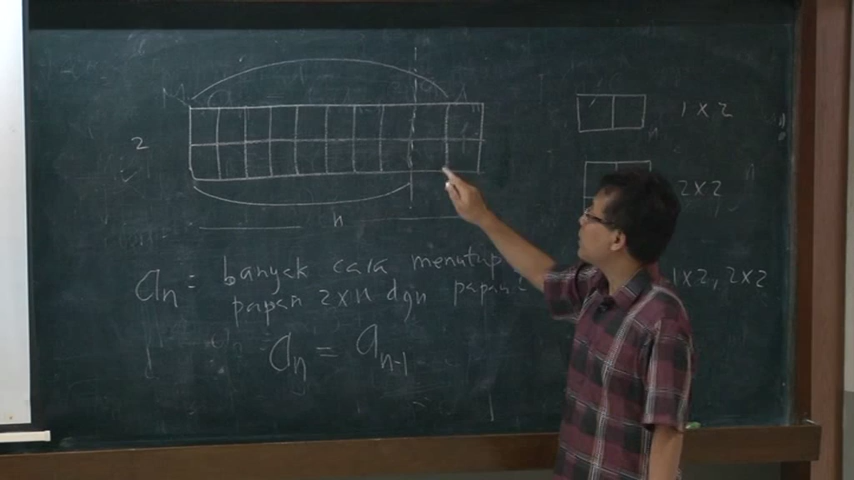 1 x 2
2
2 x 2
n
an = banyak cara menutup
papan 2xn dgn papan 1x2, 2x2
an = an-1